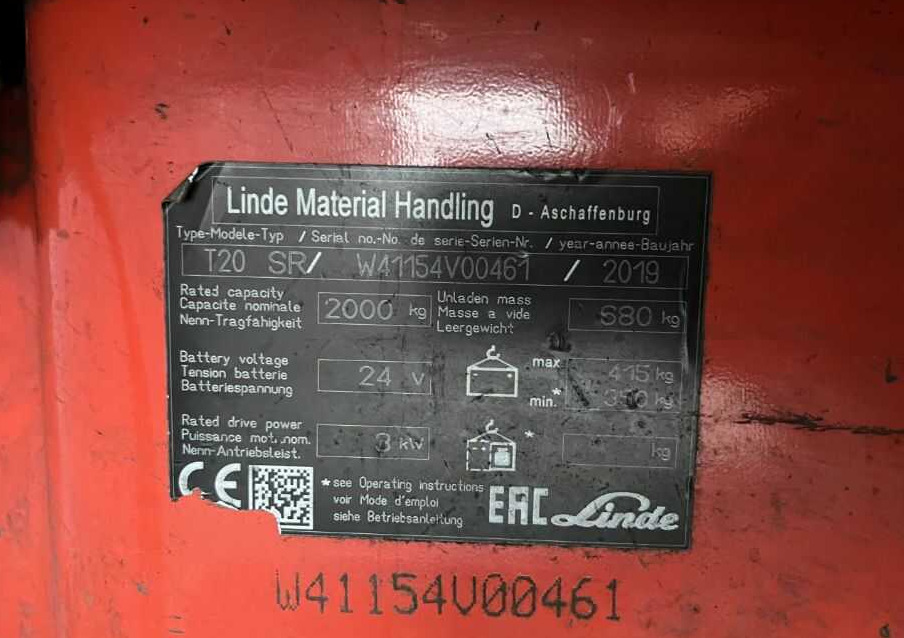 Linde Material Handling D - Aschaffenburg
Type-Modele-Typ / Serial no.-No. de serie-Serien-Nr. / year-annee-Baujahr
T20 SR/ W41154V00461 / 2019
Rated capacity
Capacite nominale
Nenn-Tragfähigkeit
2000 kg
Unladen mass
Masse a vide
Leergewicht
680 kg
Battery voltage
Tension batterie
Batteriespannung
24 v
max 415 kg
min.* kg
Rated drive power
Puissance mot. nom.
Nenn-Antriebsleist.
3 kW
* kg
CE
* see Operating instructions
voir Mode d'emploi
siehe Betriebsanleitung
EAC Linde
W41154V00461